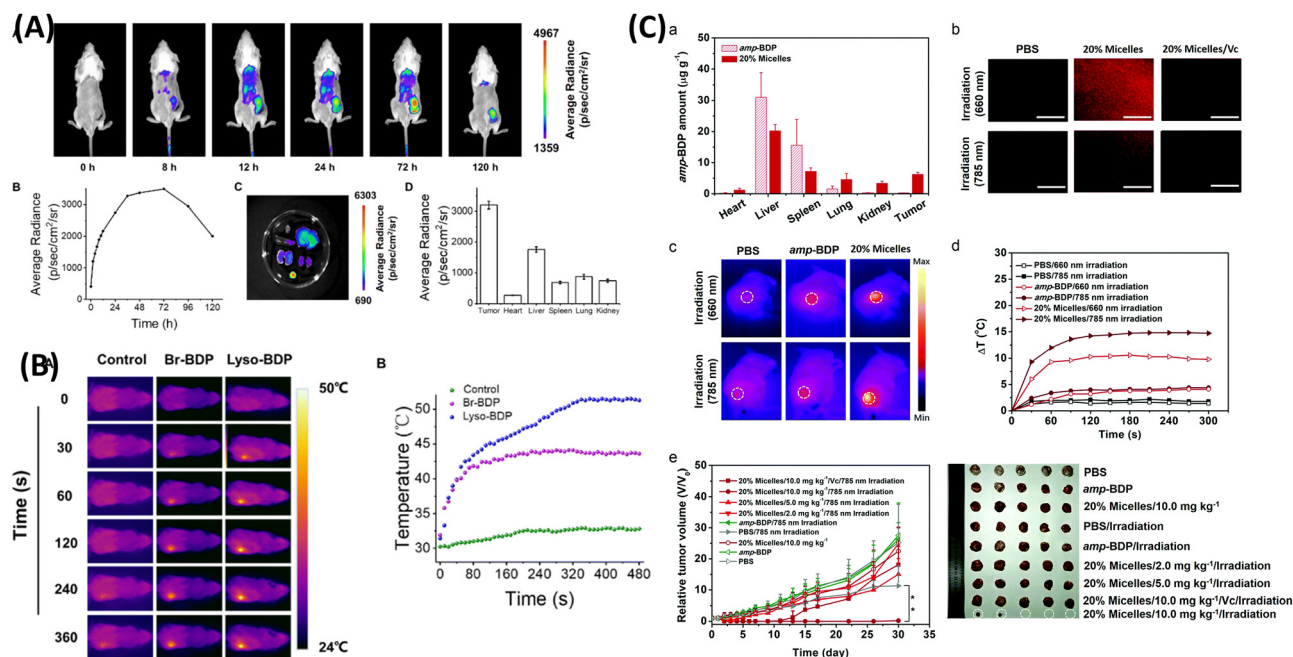 (A)
4967
Average Radiance
(p/sec/cm²/sr)
1359
0 h
8 h
12 h
24 h
72 h
120 h
B
Average Radiance
(p/sec/cm²/sr)
3000
2000
1000
0
0
24
48
72
96
120
Time (h)
C
6303
Average Radiance
(p/sec/cm²/sr)
690
D
Average Radiance
(p/sec/cm²/sr)
3000
2000
1000
0
Tumor
Heart
Liver
Spleen
Lung
Kidney
(B)
Control
Br-BDP
Lyso-BDP
Time (s)
0
30
60
120
240
360
50℃
24℃
B
Control
Br-BDP
Lyso-BDP
Temperature (℃)
50
45
40
35
30
25
0
80
160
240
320
400
480
Time (s)
(C)
a
amp-BDP
20% Micelles
amp-BDP amount (μg g⁻¹)
50
40
30
20
10
0
Heart
Liver
Spleen
Lung
Kidney
Tumor
b
PBS
20% Micelles
20% Micelles/Vc
Irradiation
(660 nm)
Irradiation
(785 nm)
c
PBS
amp-BDP
20% Micelles
Irradiation
(660 nm)
Irradiation
(785 nm)
Max
Min
d
PBS/660 nm irradiation
PBS/785 nm irradiation
amp-BDP/660 nm irradiation
amp-BDP/785 nm irradiation
20% Micelles/660 nm irradiation
20% Micelles/785 nm irradiation
ΔT (°C)
30
25
20
15
10
5
0
0
60
120
180
240
300
Time (s)
e
20% Micelles/10.0 mg kg⁻¹/Vc/785 nm Irradiation
20% Micelles/10.0 mg kg⁻¹/785 nm Irradiation
20% Micelles/5.0 mg kg⁻¹/785 nm Irradiation
20% Micelles/2.0 mg kg⁻¹/785 nm Irradiation
amp-BDP/785 nm Irradiation
PBS/785 nm Irradiation
20% Micelles/10.0 mg kg⁻¹
amp-BDP
PBS
Relative tumor volume (V/V₀)
50
45
40
35
30
25
20
15
10
5
0
0
5
10
15
20
25
30
35
Time (day)
**
PBS
amp-BDP
20% Micelles/10.0 mg kg⁻¹
PBS/Irradiation
amp-BDP/Irradiation
20% Micelles/2.0 mg kg⁻¹/Irradiation
20% Micelles/5.0 mg kg⁻¹/Irradiation
20% Micelles/10.0 mg kg⁻¹/Vc/Irradiation
20% Micelles/10.0 mg kg⁻¹/Irradiation